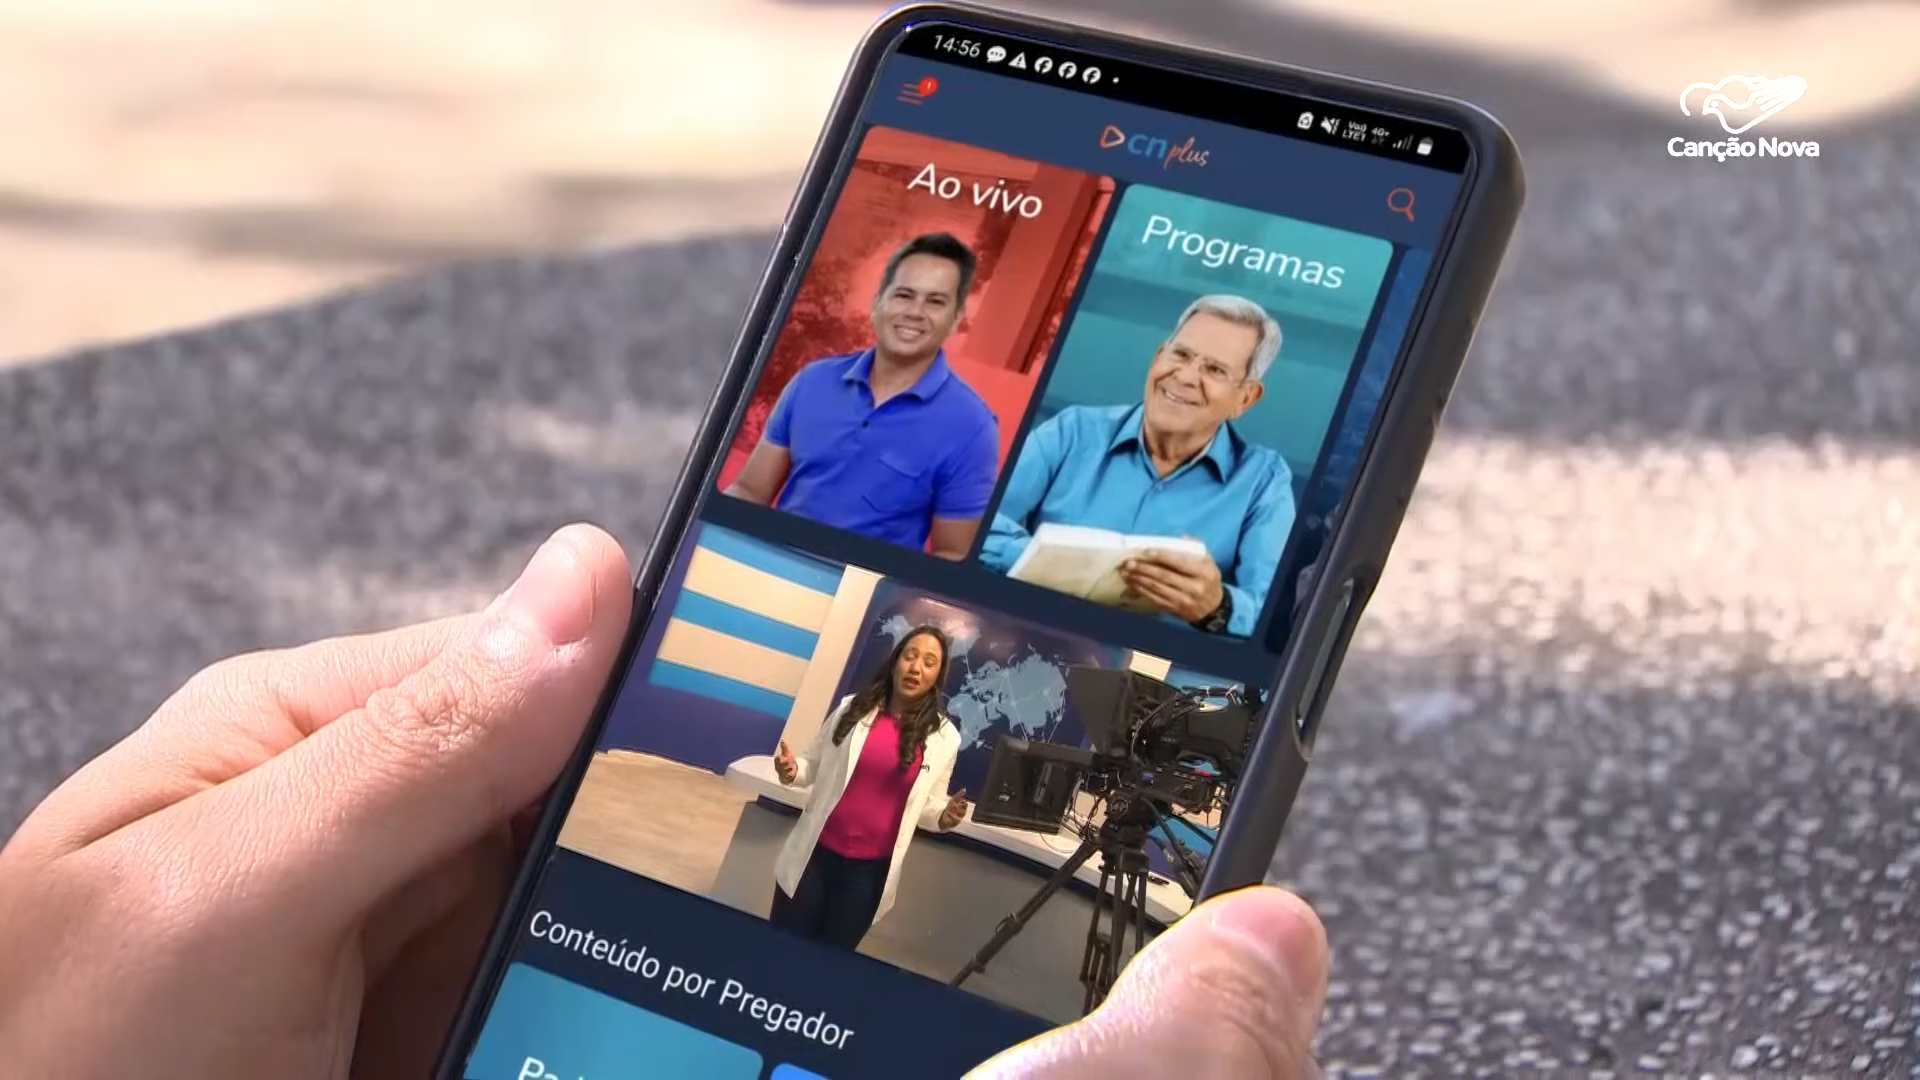 14:56
Canção Nova
cn plus
Ao vivo
Programas
Conteúdo por Pregador